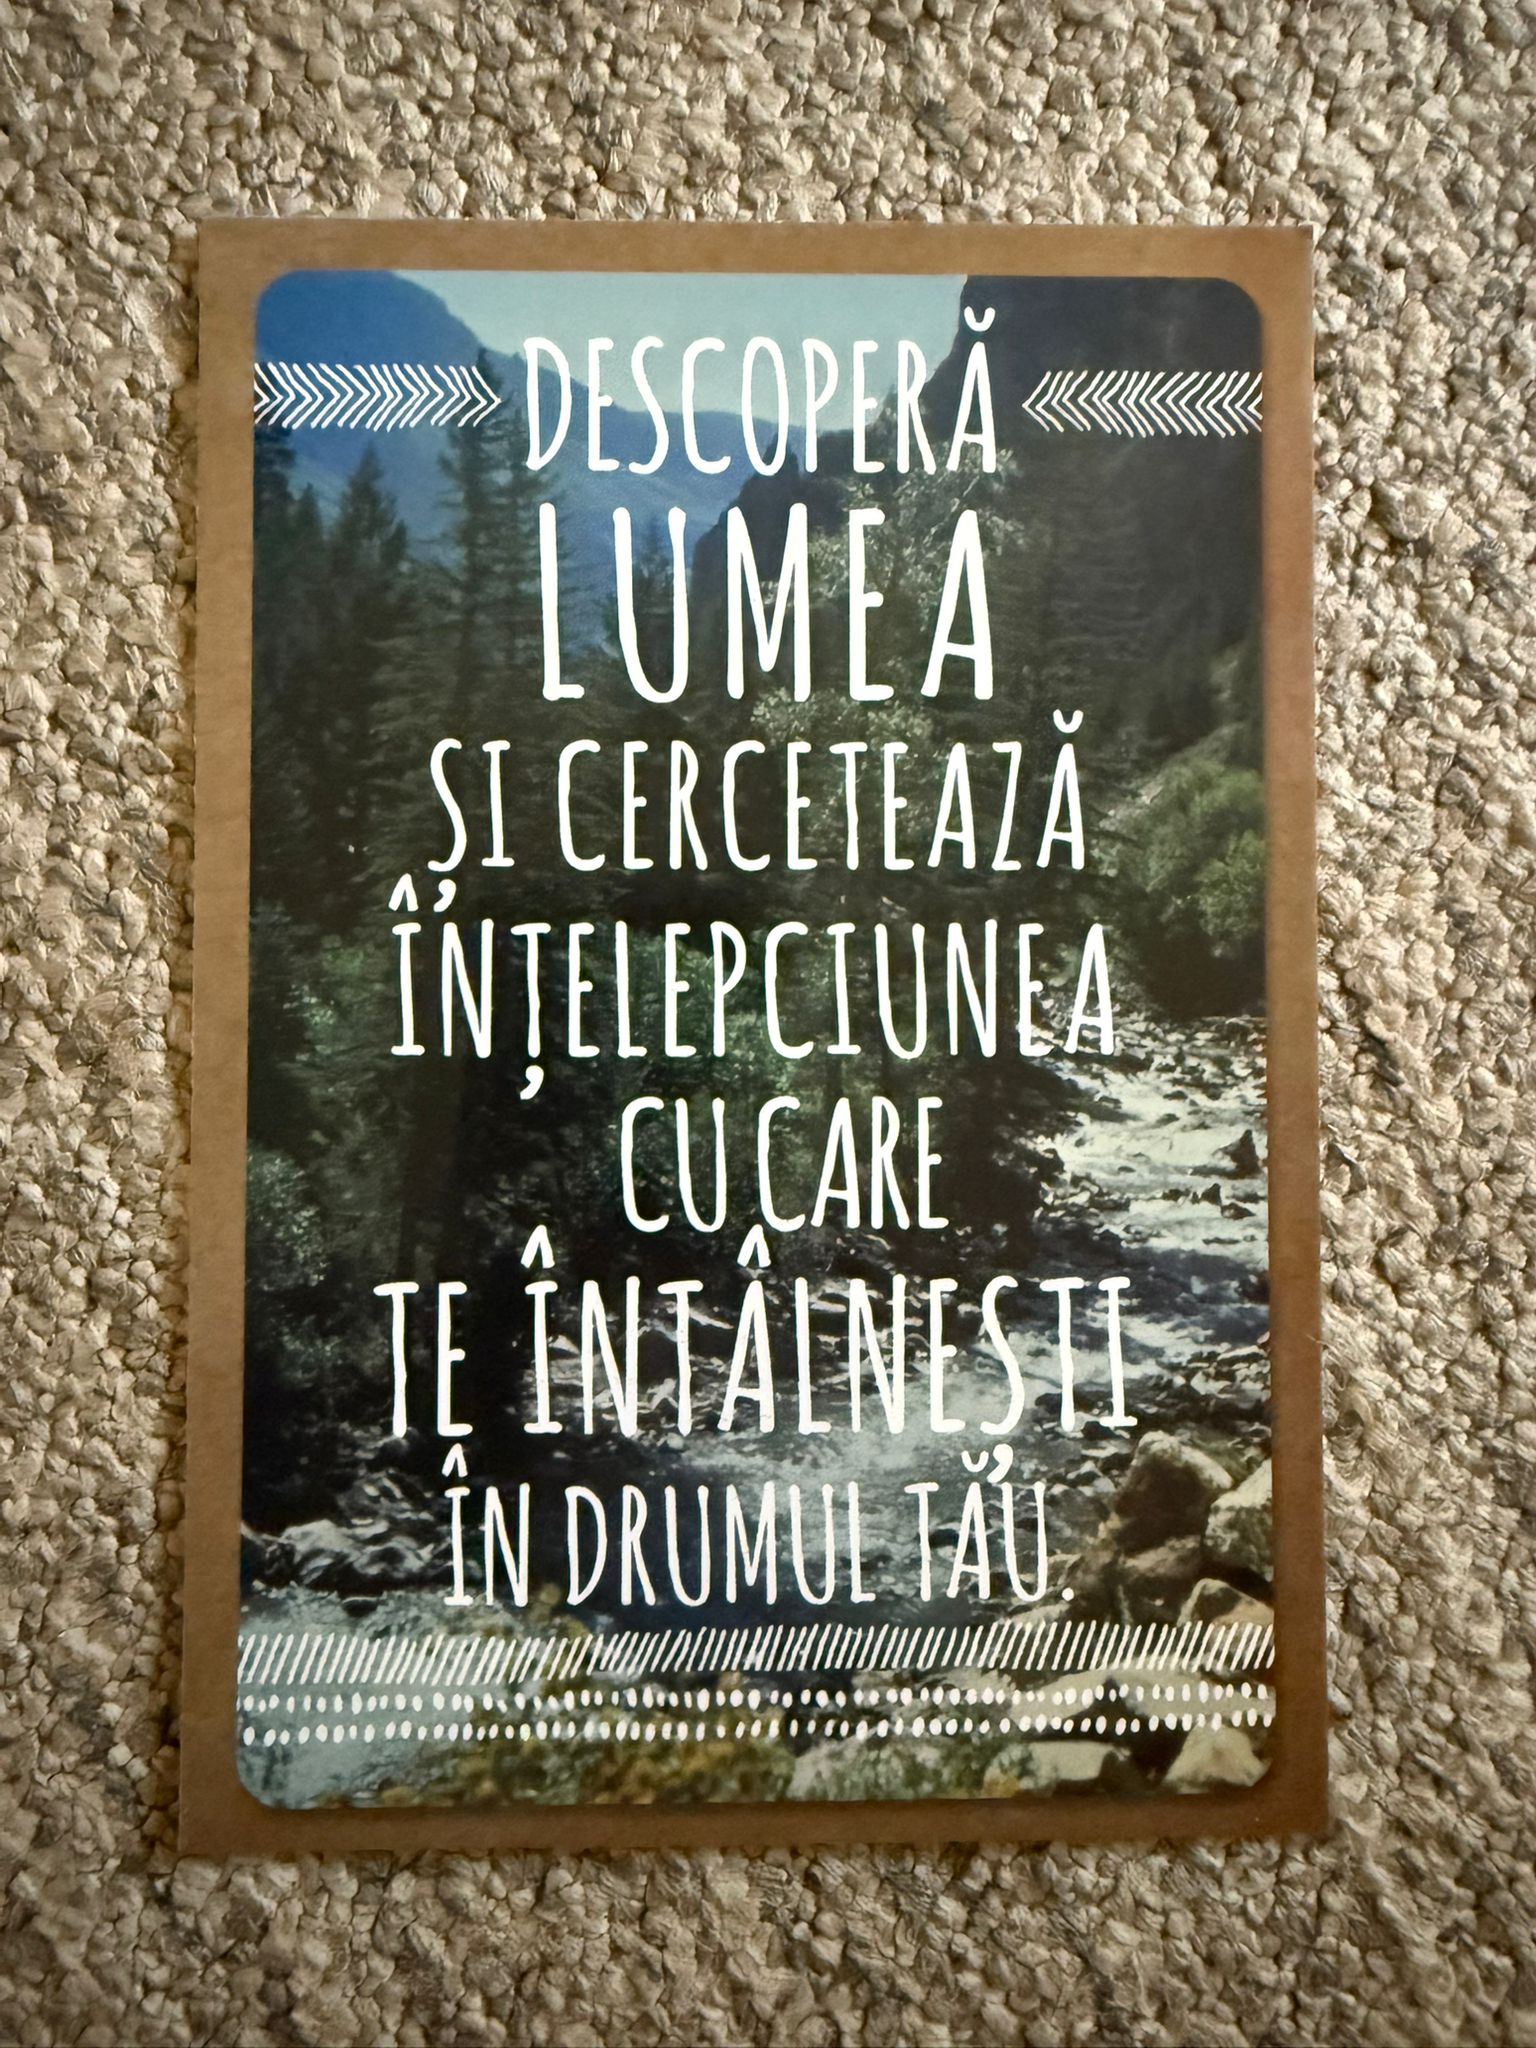 DESCOPERĂ
LUMEA
ȘI CERCETEAZĂ
ÎNȚELEPCIUNEA
CU CARE
TE ÎNTÂLNEȘTI
ÎN DRUMUL TĂU.